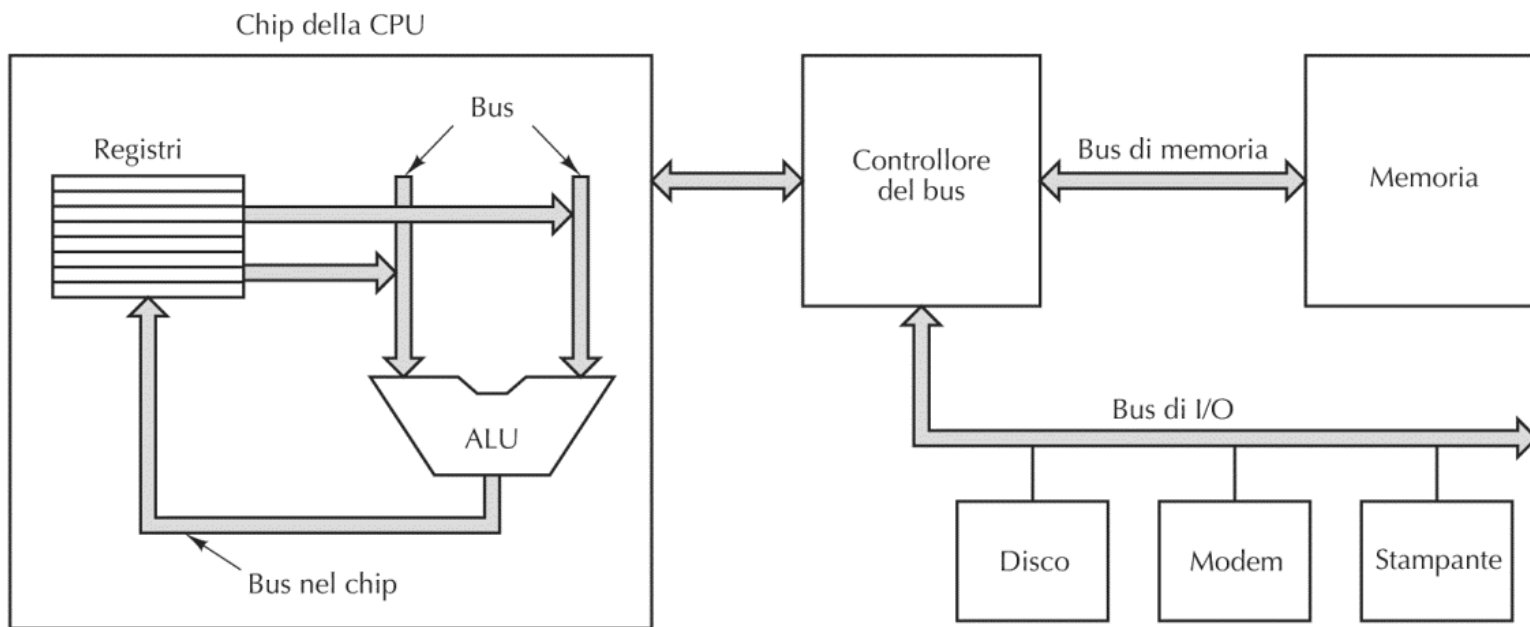 Chip della CPU
Registri
Bus
ALU
Bus nel chip
Controllore
del bus
Bus di memoria
Memoria
Bus di I/O
Disco
Modem
Stampante